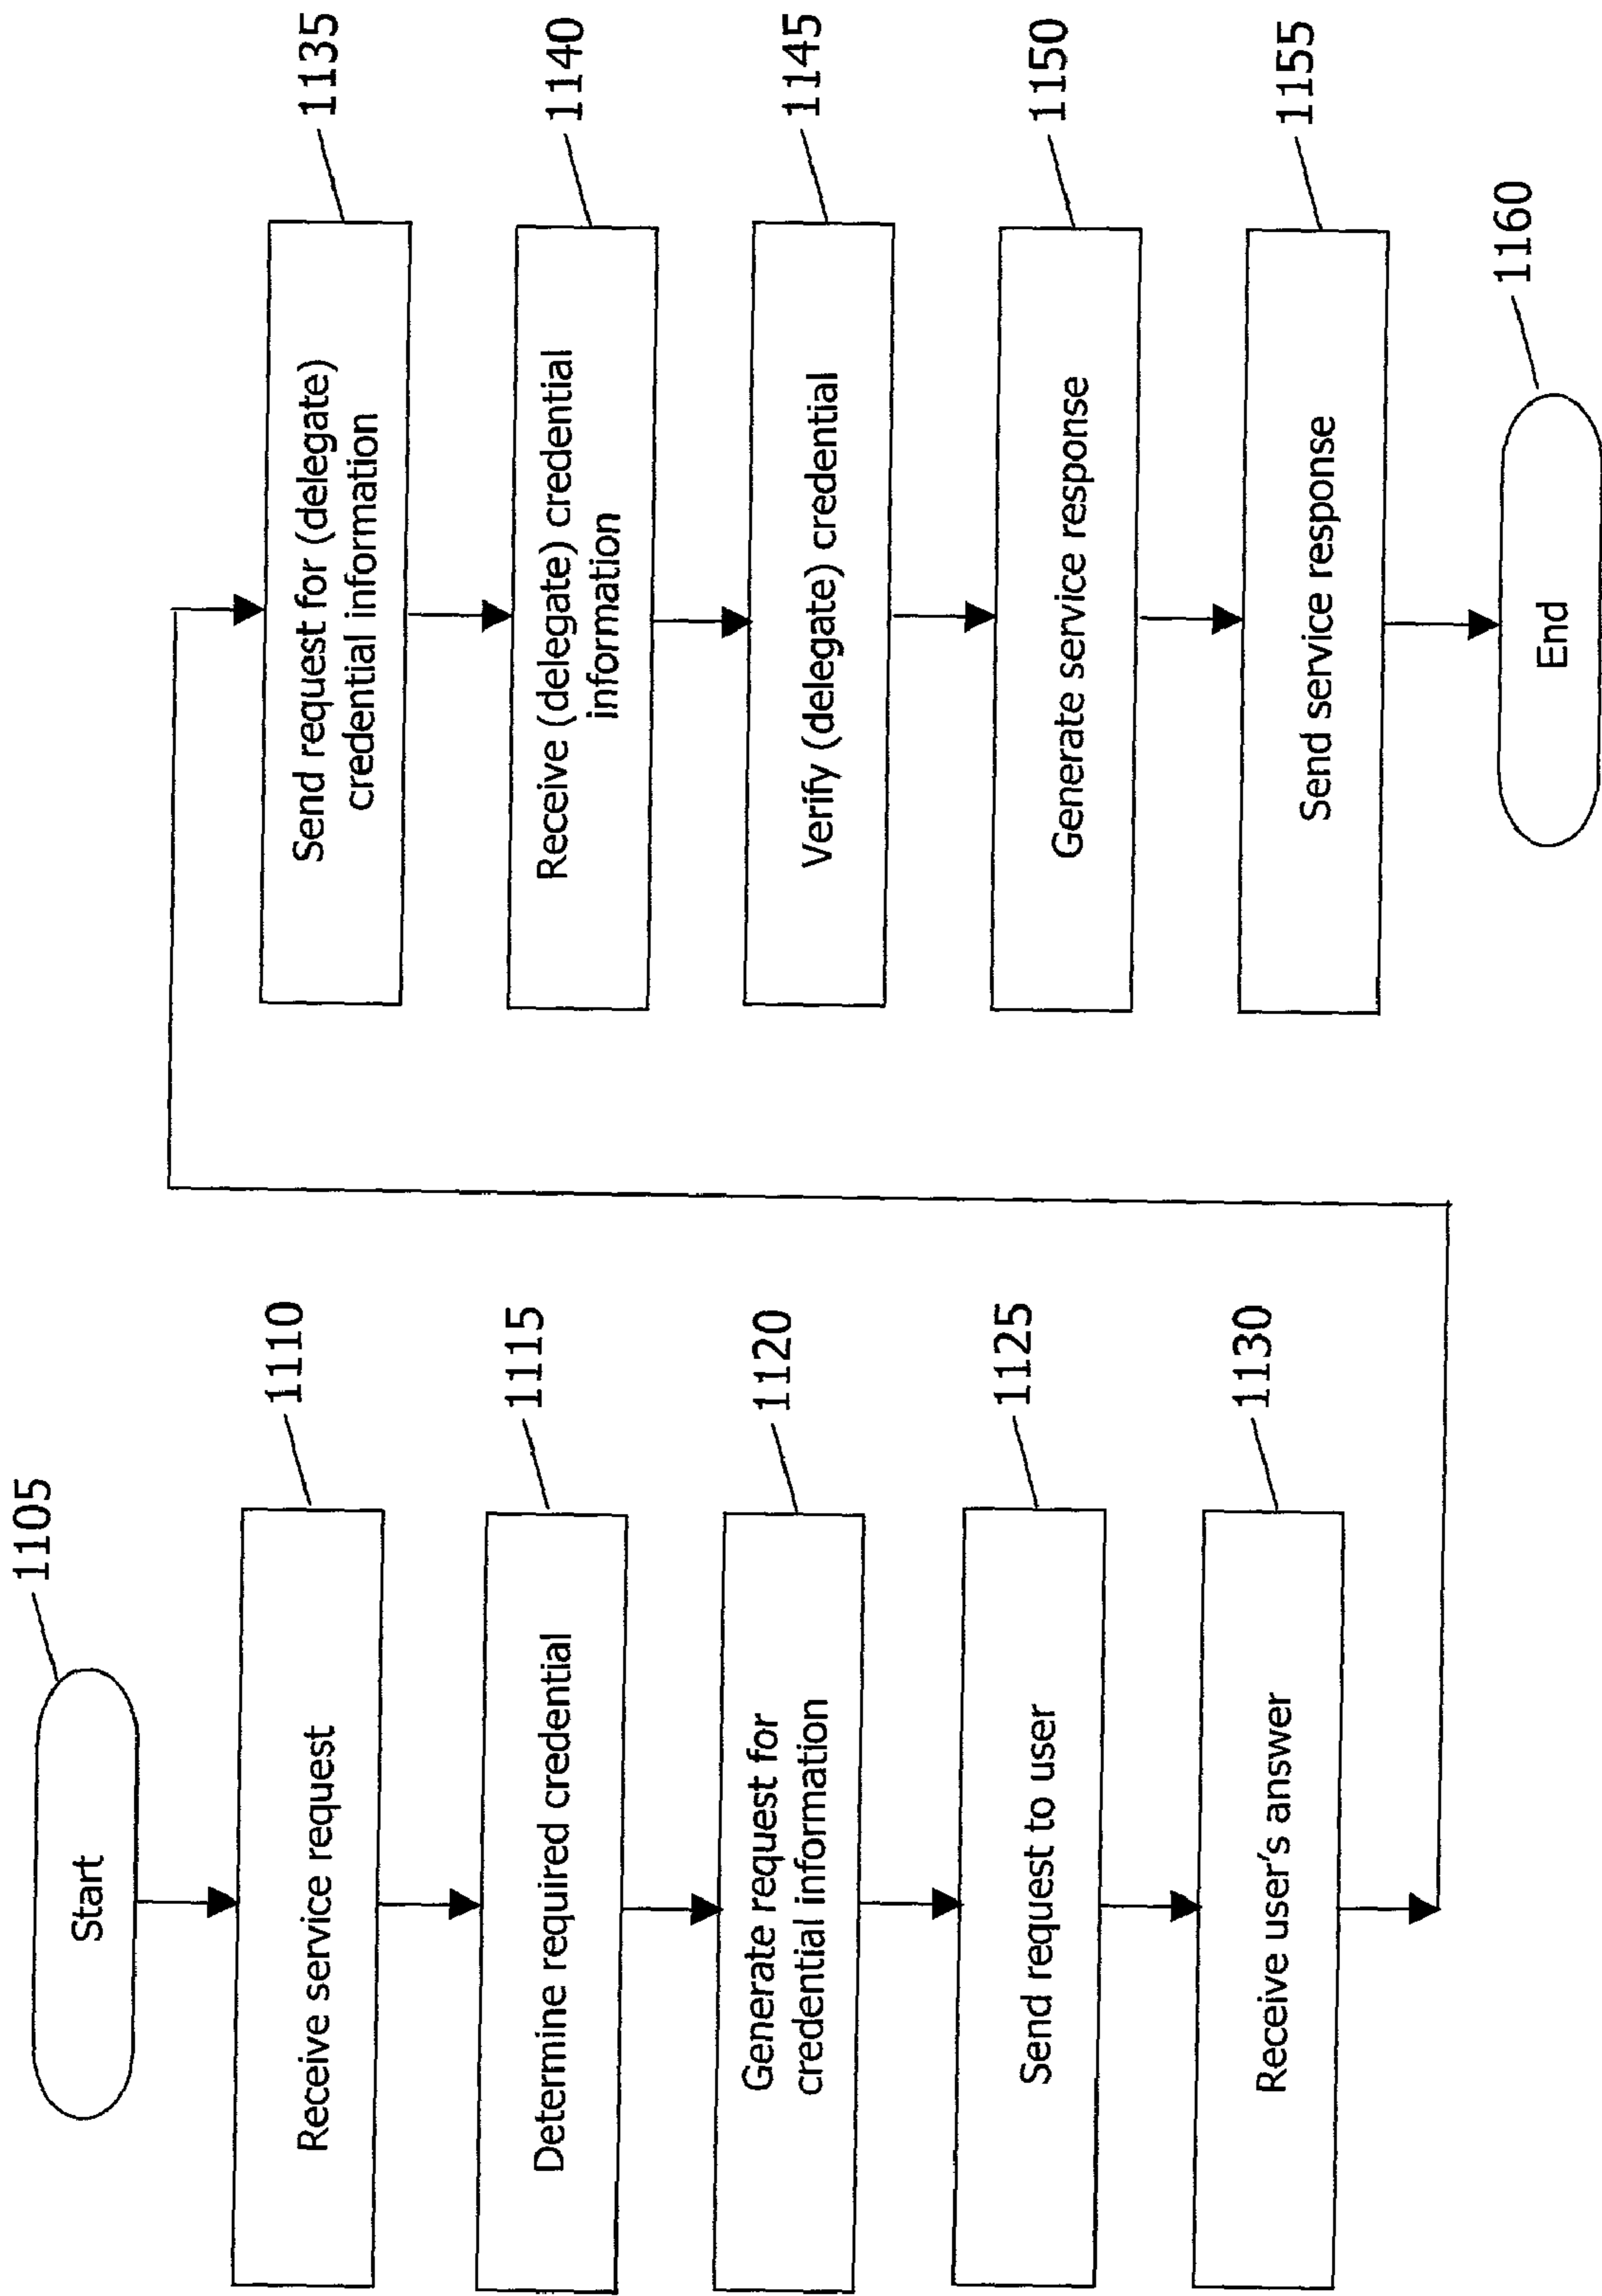 1105
Start
1110
Receive service request
1115
Determine required credential
1120
Generate request for
credential information
1125
Send request to user
1130
Receive user's answer
1135
Send request for (delegate)
credential information
1140
Receive (delegate) credential
information
1145
Verify (delegate) credential
1150
Generate service response
1155
Send service response
1160
End